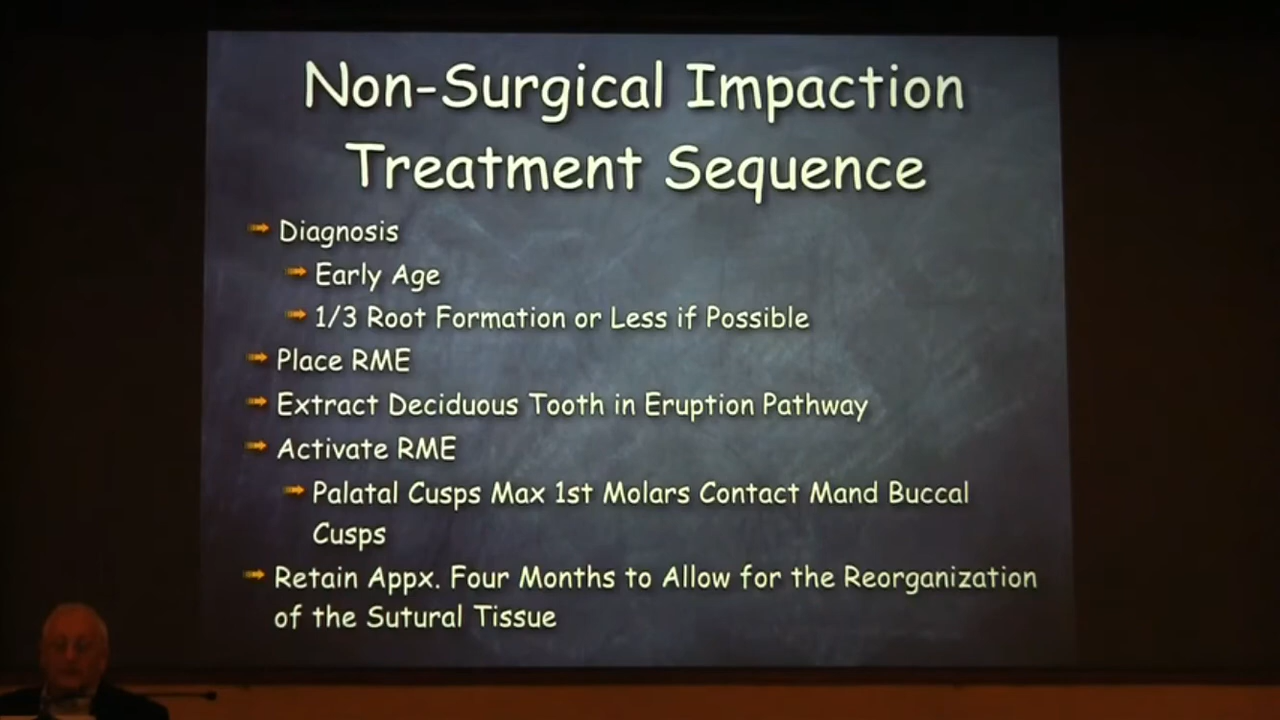 Non-Surgical Impaction
Treatment Sequence
Diagnosis
Early Age
1/3 Root Formation or Less if Possible
Place RME
Extract Deciduous Tooth in Eruption Pathway
Activate RME
Palatal Cusps Max 1st Molars Contact Mand Buccal
Cusps
Retain Appx. Four Months to Allow for the Reorganization
of the Sutural Tissue